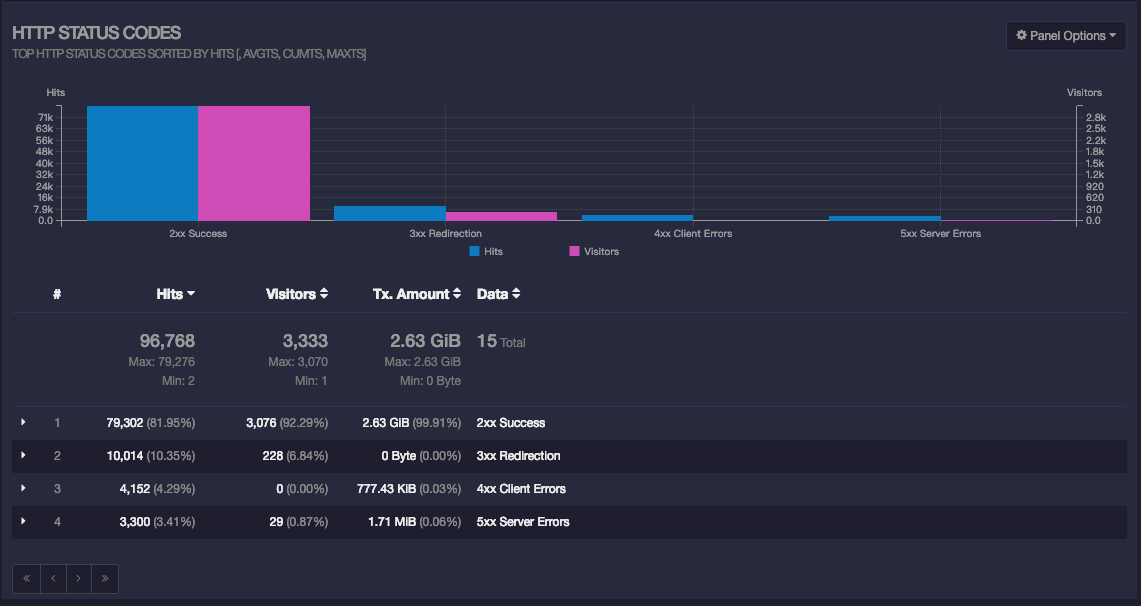 HTTP STATUS CODES
TOP HTTP STATUS CODES SORTED BY HITS [, AVGTS, CUMTS, MAXTS]
Panel Options
Hits
Visitors
71k
63k
56k
48k
40k
32k
24k
16k
7.9k
0.0
2.8k
2.5k
2.2k
1.8k
1.5k
1.2k
920
620
310
0.0
2xx Success 3xx Redirection 4xx Client Errors 5xx Server Errors
Hits Visitors
# Hits Visitors Tx. Amount Data
96,768 3,333 2.63 GiB 15 Total
Max: 79,276 Max: 3,070 Max: 2.63 GiB
Min: 2 Min: 1 Min: 0 Byte
1 79,302 (81.95%) 3,076 (92.29%) 2.63 GiB (99.91%) 2xx Success
2 10,014 (10.35%) 228 (6.84%) 0 Byte (0.00%) 3xx Redirection
3 4,152 (4.29%) 0 (0.00%) 777.43 KiB (0.03%) 4xx Client Errors
4 3,300 (3.41%) 29 (0.87%) 1.71 MiB (0.06%) 5xx Server Errors
« ‹ › »